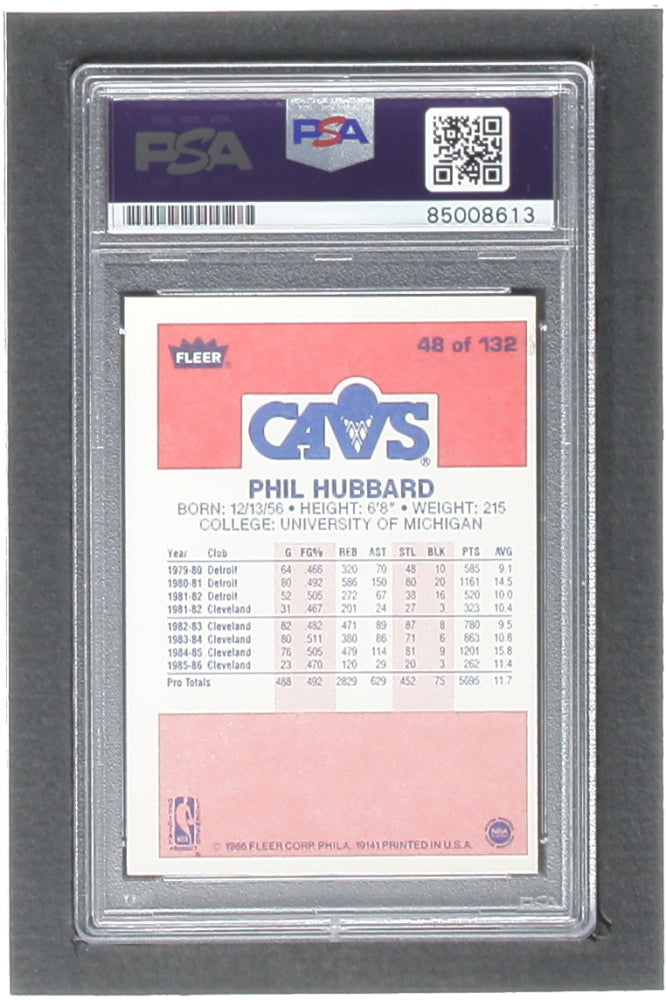 PSA
PSA
85008613
FLEER®
48 of 132
CAVS®
PHIL HUBBARD
BORN: 12/13/56 • HEIGHT: 6'8" • WEIGHT: 215
COLLEGE: UNIVERSITY OF MICHIGAN
Year Club G FG% REB AST STL BLK PTS AVG
1979-80 Detroit 64 .466 320 70 48 10 585 9.1
1980-81 Detroit 80 .492 586 150 80 20 1161 14.5
1981-82 Detroit 52 .505 272 67 38 16 520 10.0
1981-82 Cleveland 31 .467 201 24 27 3 323 10.4
1982-83 Cleveland 82 .482 471 89 87 8 780 9.5
1983-84 Cleveland 80 .511 380 86 71 6 863 10.8
1984-85 Cleveland 76 .505 479 114 81 9 1201 15.8
1985-86 Cleveland 23 .470 120 29 20 3 262 11.4
Pro Totals 488 .492 2829 629 452 75 5695 11.7
NBA
© 1986 FLEER CORP. PHILA. 19141 PRINTED IN U.S.A.
PSA